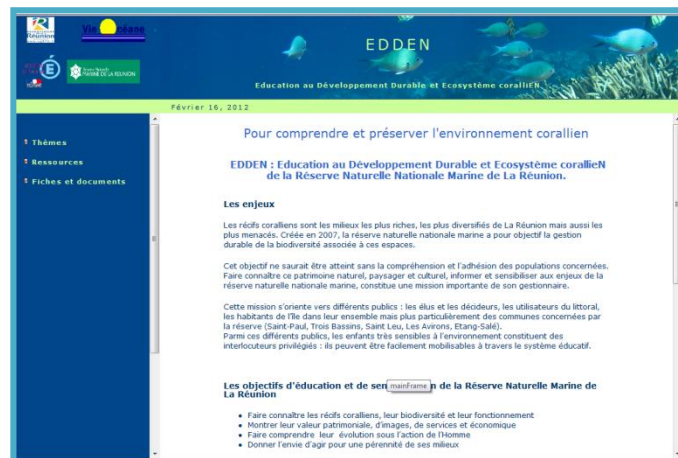 Réunion
Vie Océane
MARINE DE LA RÉUNION
EDDEN
Education au Développement Durable et Ecosystème coralliEN
Février 16, 2012
Thèmes
Ressources
Fiches et documents
Pour comprendre et préserver l'environnement corallien
EDDEN : Education au Développement Durable et Ecosystème corallieN
de la Réserve Naturelle Nationale Marine de La Réunion.
Les enjeux
Les récifs coralliens sont les milieux les plus riches, les plus diversifiés de La Réunion mais aussi les
plus menacés. Créée en 2007, la réserve naturelle nationale marine a pour objectif la gestion
durable de la biodiversité associée à ces espaces.
Cet objectif ne saurait être atteint sans la compréhension et l'adhésion des populations concernées.
Faire connaître ce patrimoine naturel, paysager et culturel, informer et sensibiliser aux enjeux de la
réserve naturelle nationale marine, constitue une mission importante de son gestionnaire.
Cette mission s'oriente vers différents publics : les élus et les décideurs, les utilisateurs du littoral,
les habitants de l'île dans leur ensemble mais plus particulièrement des communes concernées par
la réserve (Saint-Paul, Trois Bassins, Saint Leu, Les Avirons, Etang-Salé).
Parmi ces différents publics, les enfants très sensibles à l'environnement constituent des
interlocuteurs privilégiés : ils peuvent être facilement mobilisables à travers le système éducatif.
Les objectifs d'éducation et de sen mainFrame n de la Réserve Naturelle Marine de
La Réunion
• Faire connaître les récifs coralliens, leur biodiversité et leur fonctionnement
• Montrer leur valeur patrimoniale, d'images, de services et économique
• Faire comprendre leur évolution sous l'action de l'Homme
• Donner l'envie d'agir pour une pérennité de ses milieux